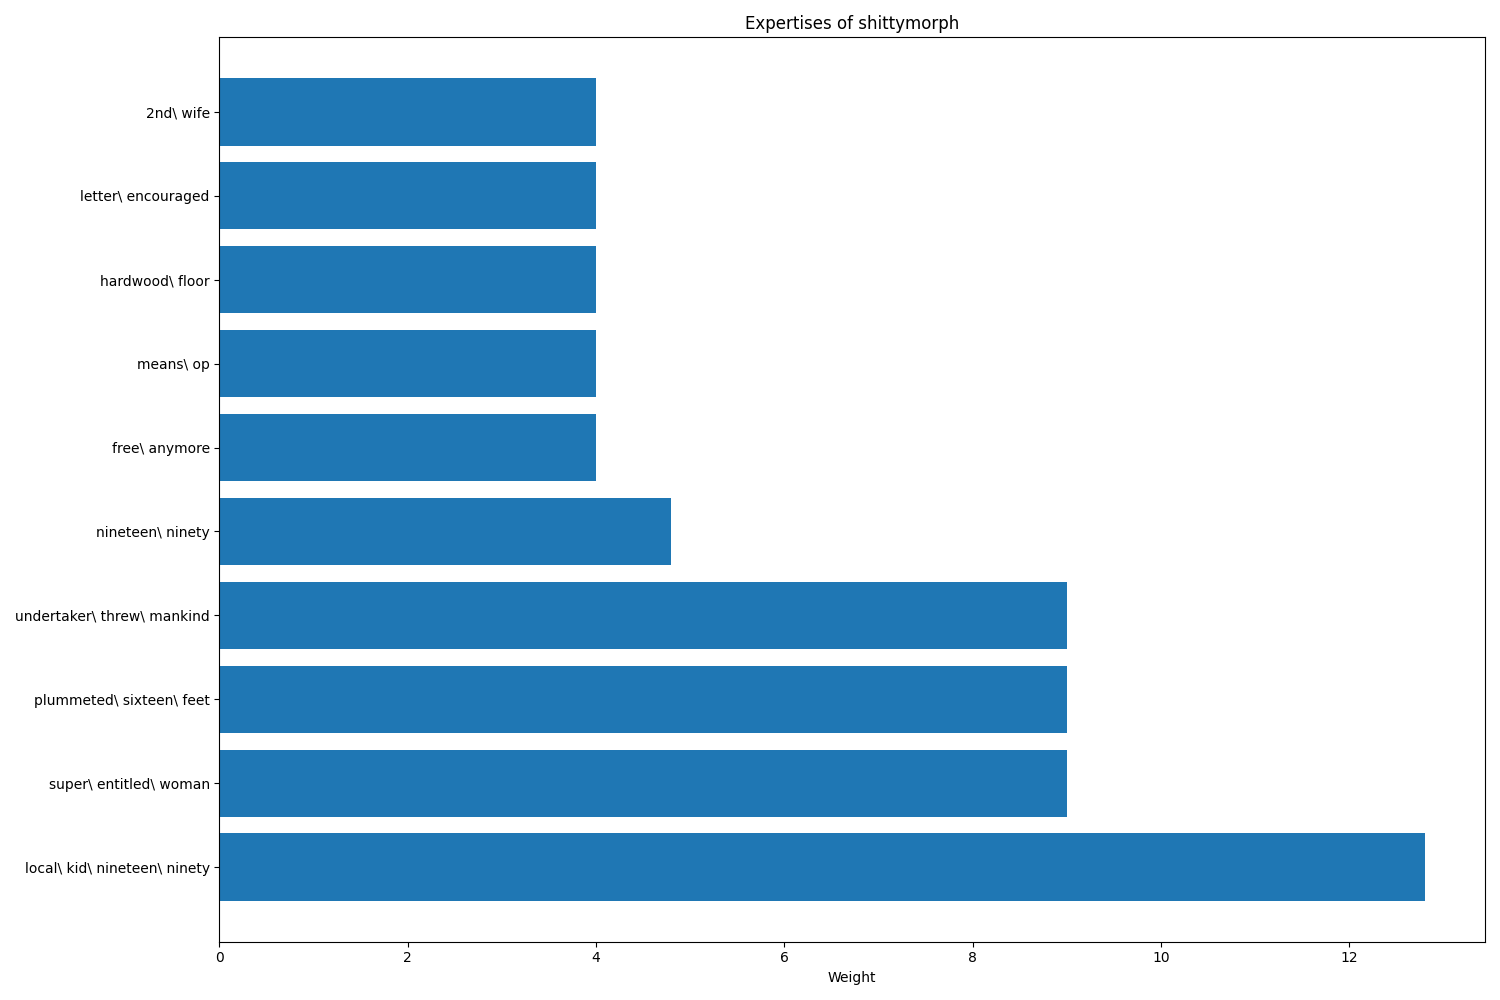 Expertises of shittymorph
2nd\ wife
letter\ encouraged
hardwood\ floor
means\ op
free\ anymore
nineteen\ ninety
undertaker\ threw\ mankind
plummeted\ sixteen\ feet
super\ entitled\ woman
local\ kid\ nineteen\ ninety
0 2 4 6 8 10 12
Weight